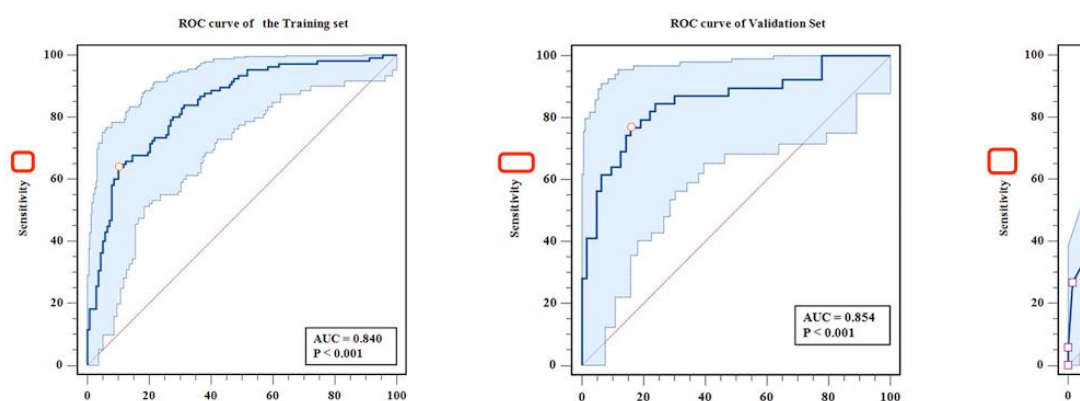 ROC curve of the Training set
100
80
60
40
20
0
Sensitivity
AUC = 0.840
P < 0.001
0 20 40 60 80 100
ROC curve of Validation Set
100
80
60
40
20
0
Sensitivity
AUC = 0.854
P < 0.001
0 20 40 60 80 100
100
80
60
40
20
0
Sensitivity
0